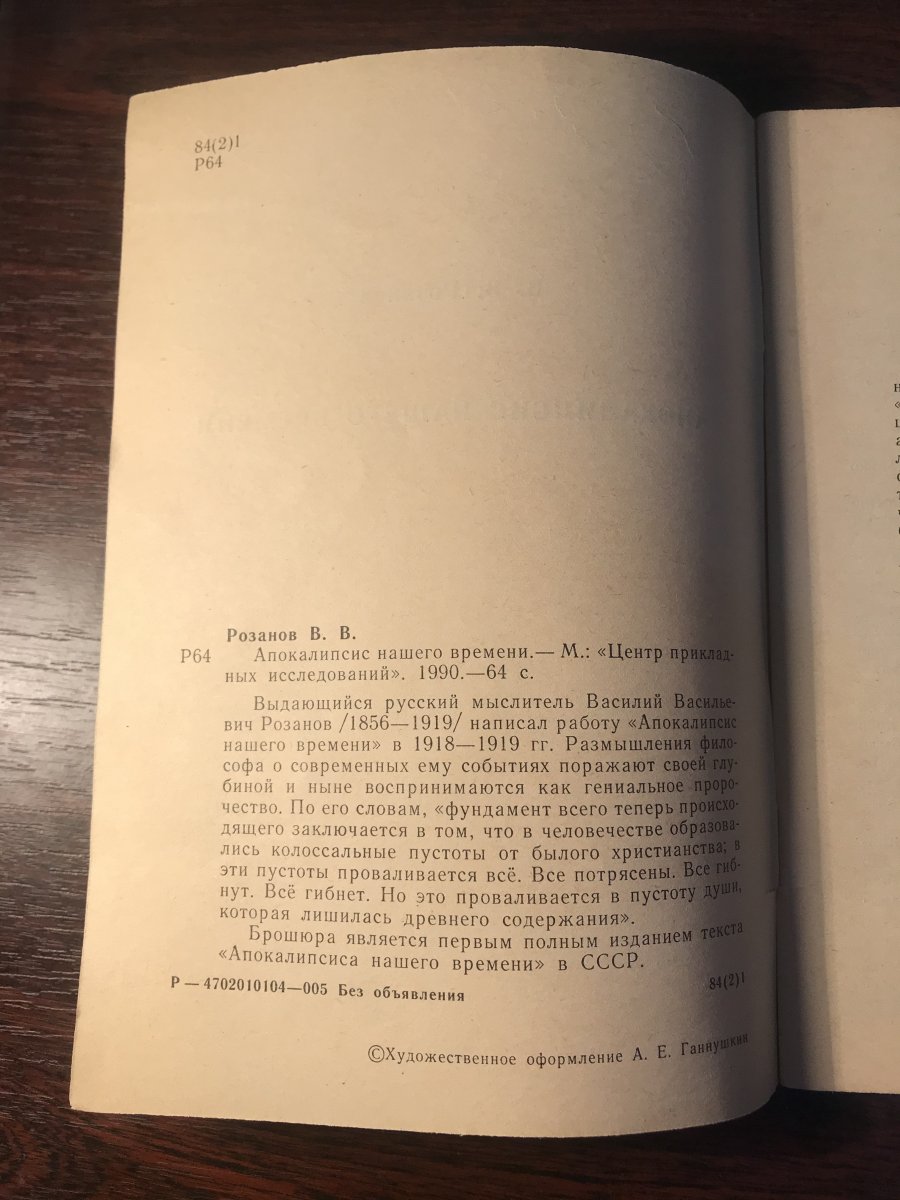 84(2)1
Р64
Розанов В. В.
Р64 Апокалипсис нашего времени.— М.: «Центр приклад-
ных исследований». 1990.—64 с.
Выдающийся русский мыслитель Василий Василье-
вич Розанов /1856—1919/ написал работу «Апокалипсис
нашего времени» в 1918—1919 гг. Размышления фило-
софа о современных ему событиях поражают своей глу-
биной и ныне воспринимаются как гениальное проро-
чество. По его словам, «фундамент всего теперь происхо-
дящего заключается в том, что в человечестве образова-
лись колоссальные пустоты от былого христианства; в
эти пустоты проваливается всё. Все потрясены. Все гиб-
нут. Всё гибнет. Но это проваливается в пустоту души,
которая лишилась древнего содержания».
Брошюра является первым полным изданием текста
«Апокалипсиса нашего времени» в СССР.
Р — 4702010104—005 Без объявления 84(2)1
©Художественное оформление А. Е. Ганнушкин